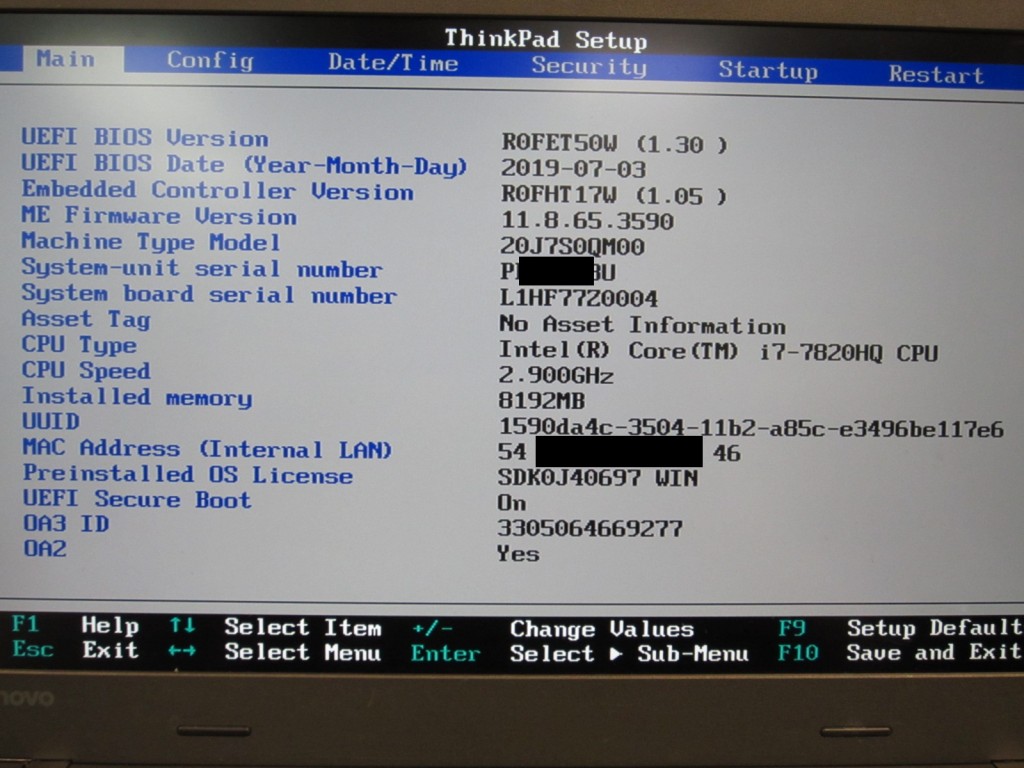 ThinkPad Setup
Main Config Date/Time Security Startup Restart
UEFI BIOS Version R0FET50W (1.30 )
UEFI BIOS Date (Year-Month-Day) 2019-07-03
Embedded Controller Version R0FHT17W (1.05 )
ME Firmware Version 11.8.65.3590
Machine Type Model 20J7S0QM00
System-unit serial number P 8U
System board serial number L1HF77Z0004
Asset Tag No Asset Information
CPU Type Intel(R) Core(TM) i7-7820HQ CPU
CPU Speed 2.900GHz
Installed memory 8192MB
UUID 1590da4c-3504-11b2-a85c-e3496be117e6
MAC Address (Internal LAN) 54 46
Preinstalled OS License SDK0J40697 WIN
UEFI Secure Boot On
OA3 ID 3305064669277
OA2 Yes
F1 Help ↑↓ Select Item +/- Change Values F9 Setup Default
Esc Exit ←→ Select Menu Enter Select ▶ Sub-Menu F10 Save and Exit
novo